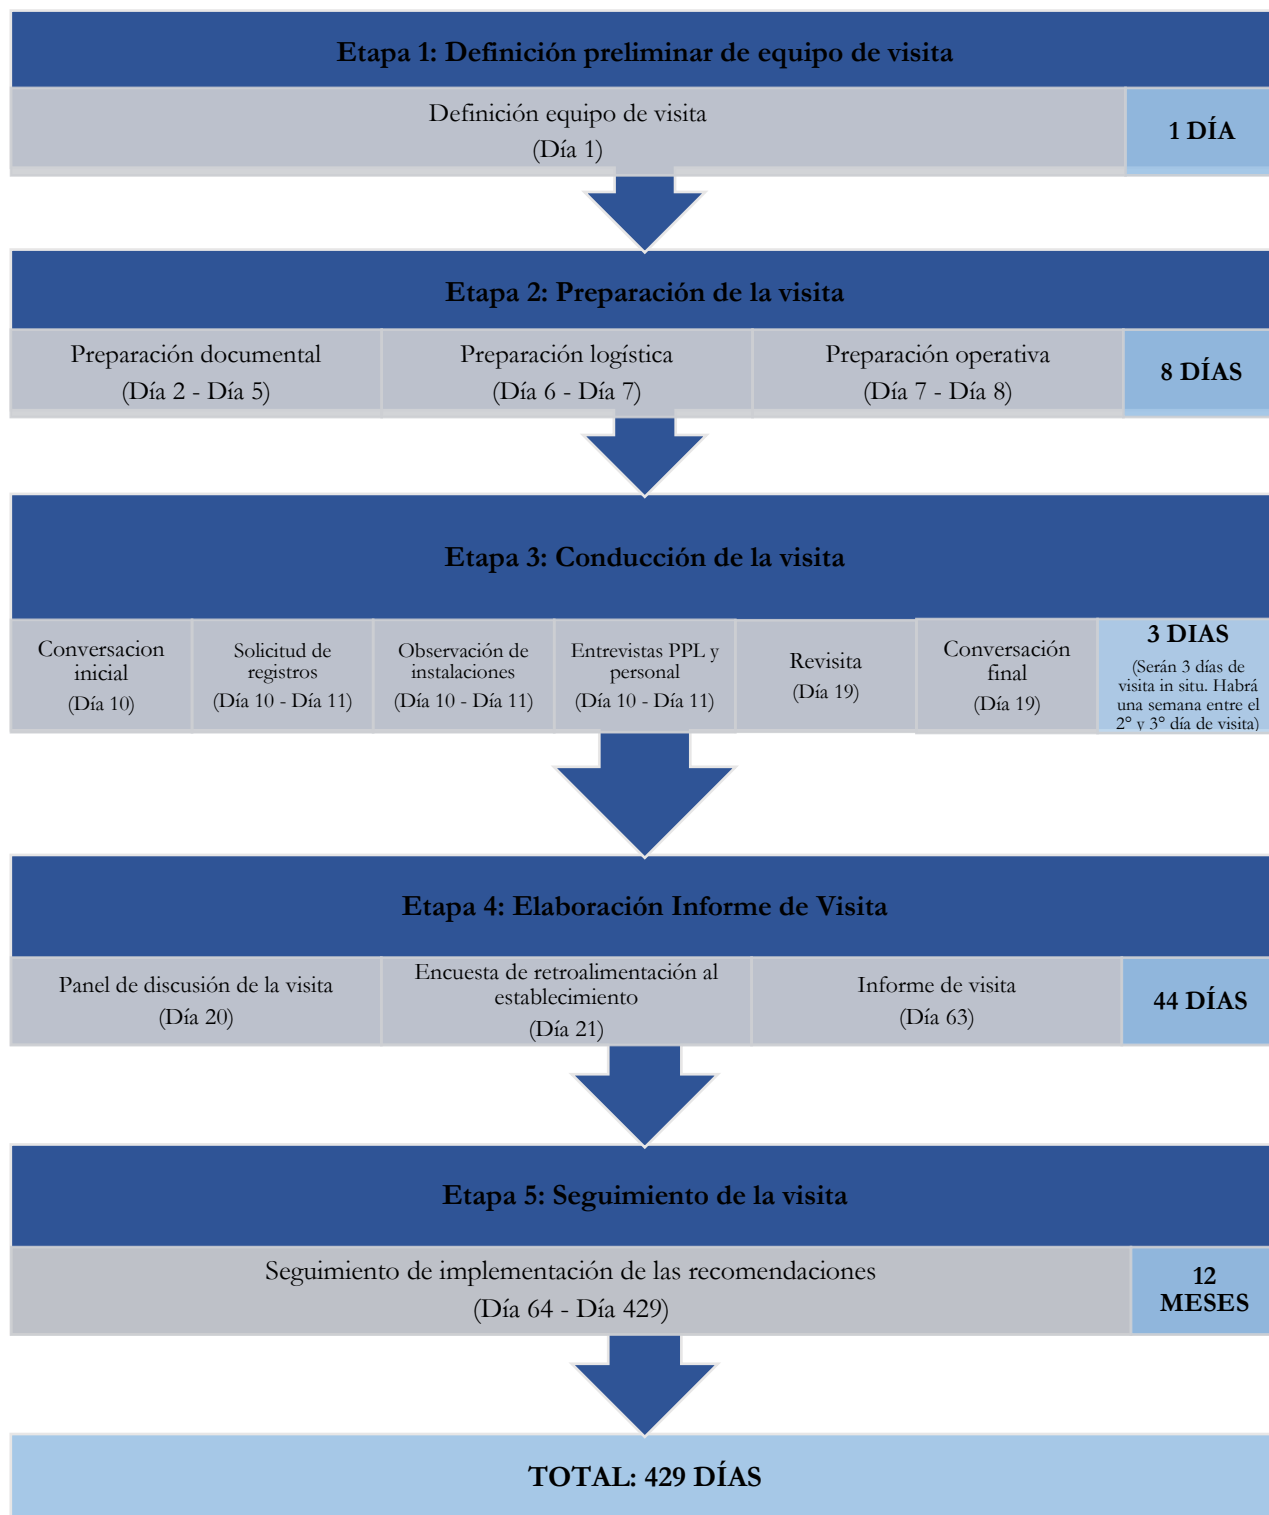 Etapa 1: Definición preliminar de equipo de visita
Definición equipo de visita
(Día 1)
1 DÍA
Etapa 2: Preparación de la visita
Preparación documental
(Día 2 - Día 5)
Preparación logística
(Día 6 - Día 7)
Preparación operativa
(Día 7 - Día 8)
8 DÍAS
Etapa 3: Conducción de la visita
Conversacion
inicial
(Día 10)
Solicitud de
registros
(Día 10 - Día 11)
Observación de
instalaciones
(Día 10 - Día 11)
Entrevistas PPL y
personal
(Día 10 - Día 11)
Revisita
(Día 19)
Conversación
final
(Día 19)
3 DIAS
(Serán 3 días de
visita in situ. Habrá
una semana entre el
2° y 3° día de visita)
Etapa 4: Elaboración Informe de Visita
Panel de discusión de la visita
(Día 20)
Encuesta de retroalimentación al
establecimiento
(Día 21)
Informe de visita
(Día 63)
44 DÍAS
Etapa 5: Seguimiento de la visita
Seguimiento de implementación de las recomendaciones
(Día 64 - Día 429)
12
MESES
TOTAL: 429 DÍAS